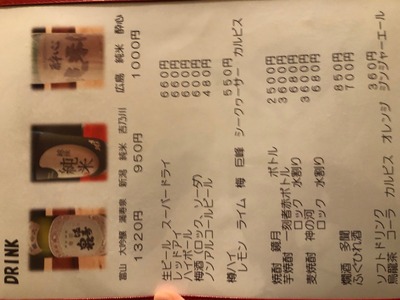 DRINK
富山 大吟醸 満寿泉
1320円
新潟 純米 吉乃川
950円
広島 純米 酔心
1000円
生ビール スーパードライ 660円
レッドアイ 660円
ハイボール 600円
梅酒(ロック、ソーダ) 600円
ノンアルコールビール 480円
樽ハイ 550円
レモン ライム 梅 巨峰 シークヮーサー カルピス
焼酎 鏡月 ボトル 2500円
芋焼酎 一刻者赤ボトル 3600円
ロック 水割り
麦焼酎 神の河 3600円
ロック 水割り 680円
燗酒 多聞 850円
ふぐひれ酒 700円
ソフトドリンク 360円
烏龍茶 コーラ カルピス オレンジ ジンジャーエール